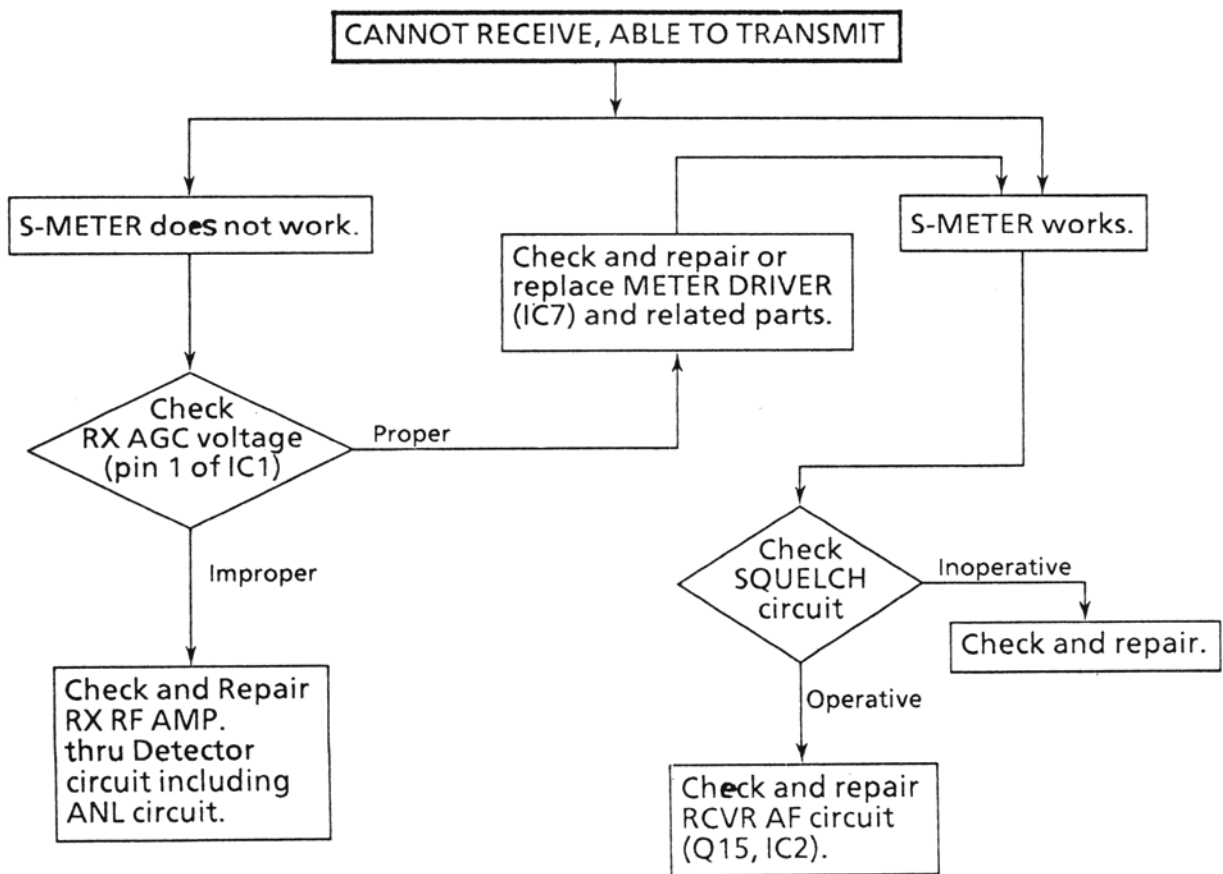 CANNOT RECEIVE, ABLE TO TRANSMIT
S-METER does not work.
S-METER works.
Check and repair or
replace METER DRIVER
(IC7) and related parts.
Check
RX AGC voltage
(pin 1 of IC1)
Proper
Improper
Check and Repair
RX RF AMP.
thru Detector
circuit including
ANL circuit.
Check
SQUELCH
circuit
Inoperative
Check and repair.
Operative
Check and repair
RCVR AF circuit
(Q15, IC2).